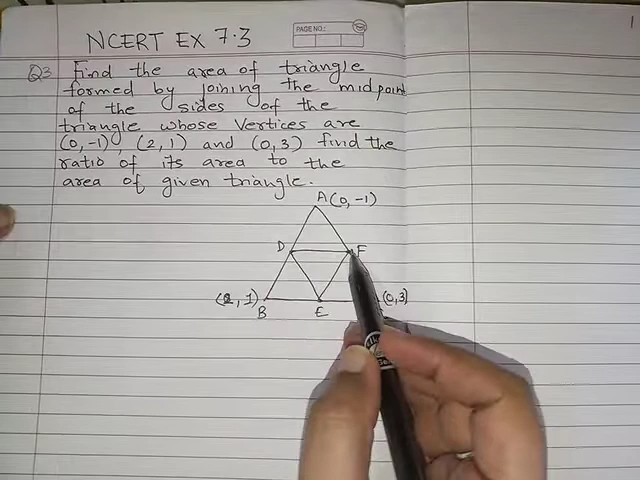 1
NCERT EX 7.3
PAGE NO.:
Q3 Find the area of triangle
formed by joining the midpoint
of the sides of the
triangle whose vertices are
(0,-1), (2,1) and (0,3) find the
ratio of its area to the
area of given triangle.
A(0,-1)
D F
(2,1) (0,3)
B E